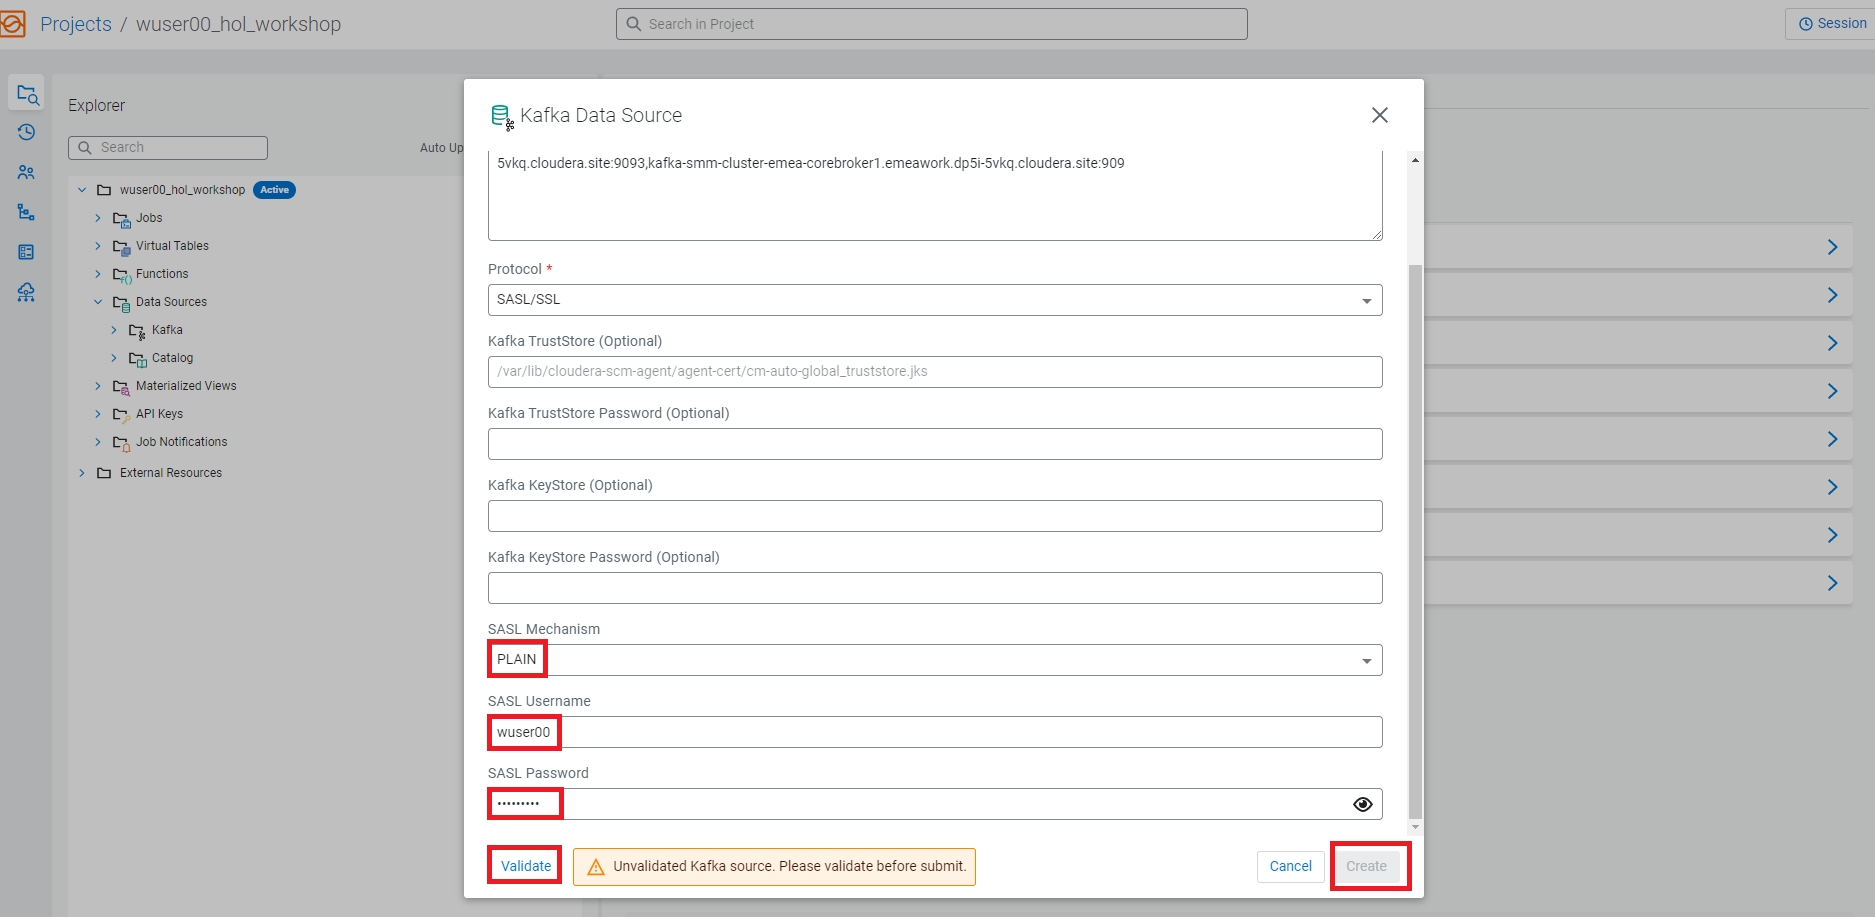 Projects / wuser00_hol_workshop
Search in Project
Session
Explorer
Search
Auto Up
wuser00_hol_workshop Active
Jobs
Virtual Tables
Functions
Data Sources
Kafka
Catalog
Materialized Views
API Keys
Job Notifications
External Resources
Kafka Data Source
5vkq.cloudera.site:9093,kafka-smm-cluster-emea-corebroker1.emeawork.dp5i-5vkq.cloudera.site:909
Protocol *
SASL/SSL
Kafka TrustStore (Optional)
/var/lib/cloudera-scm-agent/agent-cert/cm-auto-global_truststore.jks
Kafka TrustStore Password (Optional)
Kafka KeyStore (Optional)
Kafka KeyStore Password (Optional)
SASL Mechanism
PLAIN
SASL Username
wuser00
SASL Password
•••••••••
Validate
Unvalidated Kafka source. Please validate before submit.
Cancel
Create